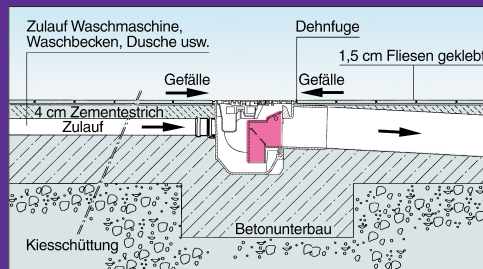 Zulauf Waschmaschine,
Waschbecken, Dusche usw.
Dehnfuge
1,5 cm Fliesen geklebt
Gefälle
Gefälle
4 cm Zementestrich
Zulauf
Betonunterbau
Kiesschüttung